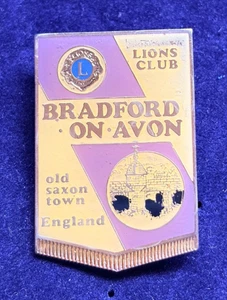 L
LIONS
CLUB
BRADFORD
·ON·AVON
old
saxon
town
England